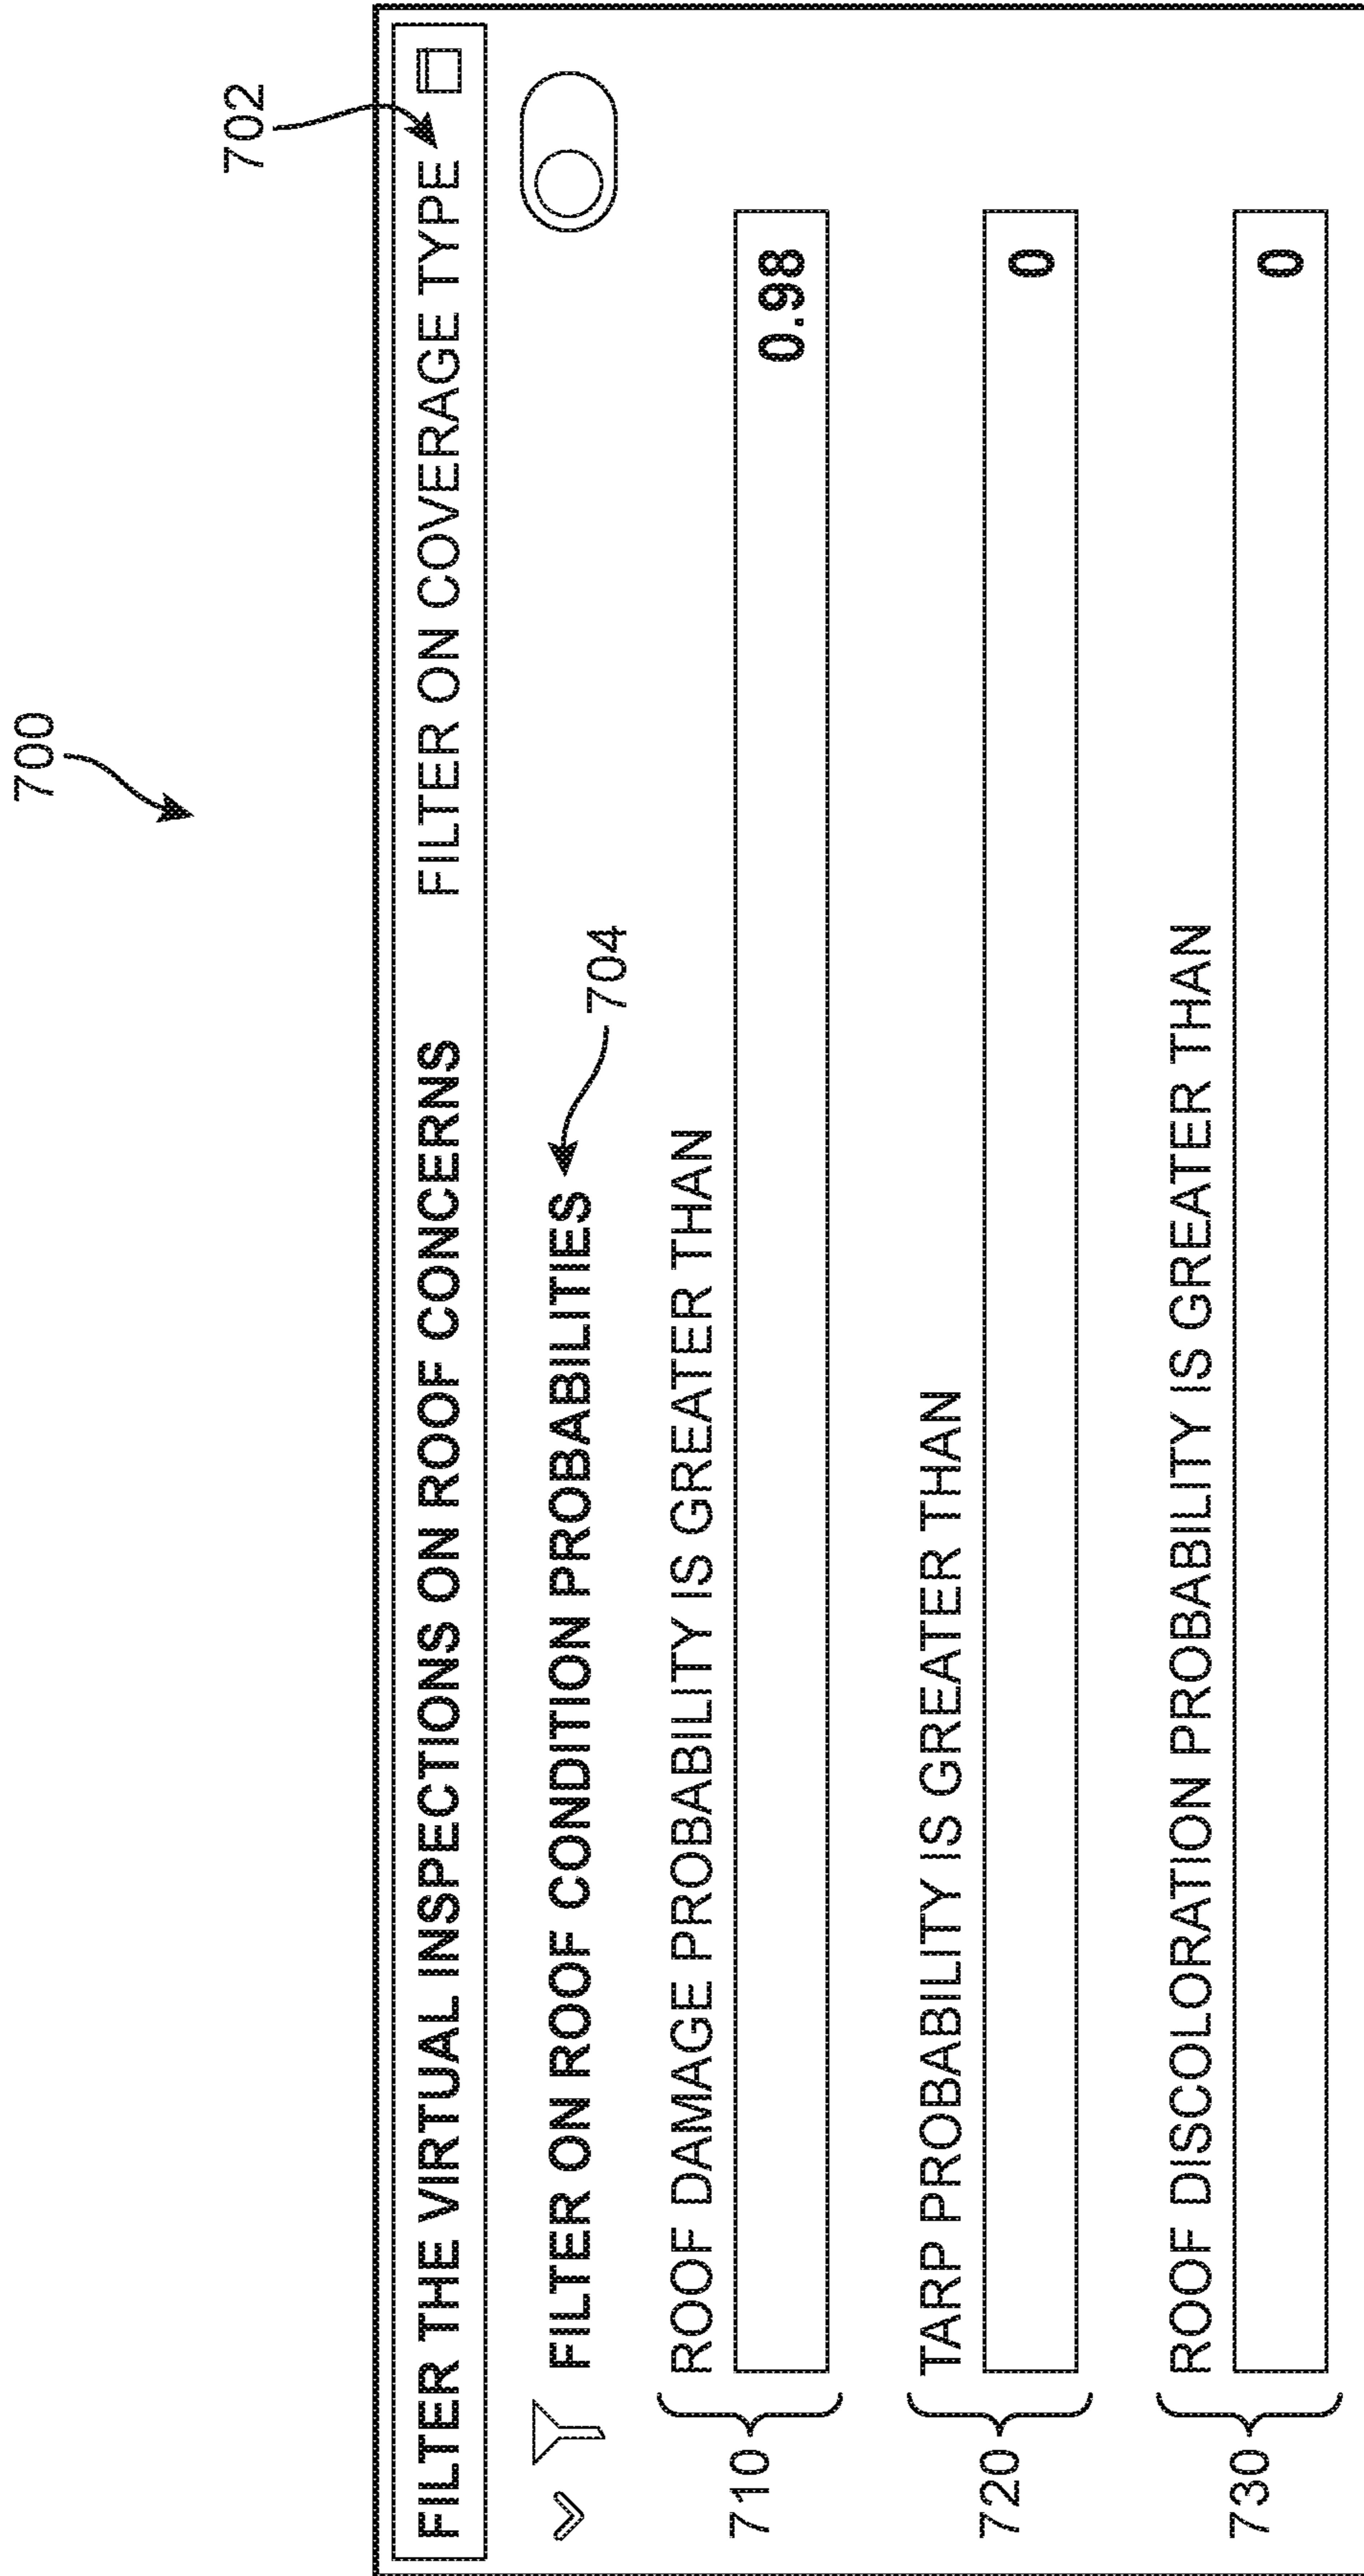 700
702
FILTER THE VIRTUAL INSPECTIONS ON ROOF CONCERNS FILTER ON COVERAGE TYPE
FILTER ON ROOF CONDITION PROBABILITIES
704
ROOF DAMAGE PROBABILITY IS GREATER THAN
710
0.98
TARP PROBABILITY IS GREATER THAN
720
0
ROOF DISCOLORATION PROBABILITY IS GREATER THAN
730
0